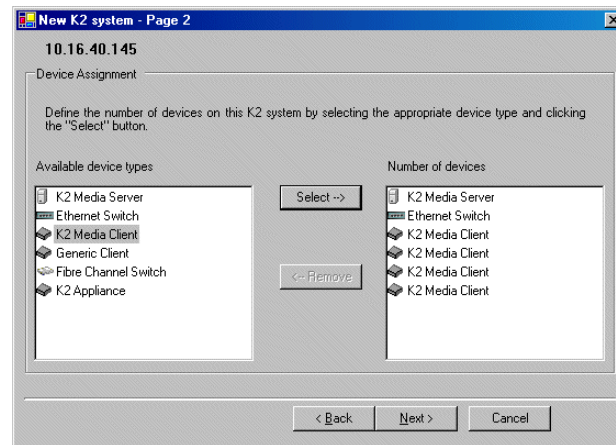 New K2 system - Page 2
10.16.40.145
Device Assignment
Define the number of devices on this K2 system by selecting the appropriate device type and clicking
the "Select" button.
Available device types
K2 Media Server
Ethernet Switch
K2 Media Client
Generic Client
Fibre Channel Switch
K2 Appliance
Select -->
<-- Remove
Number of devices
K2 Media Server
Ethernet Switch
K2 Media Client
K2 Media Client
K2 Media Client
K2 Media Client
< Back
Next >
Cancel